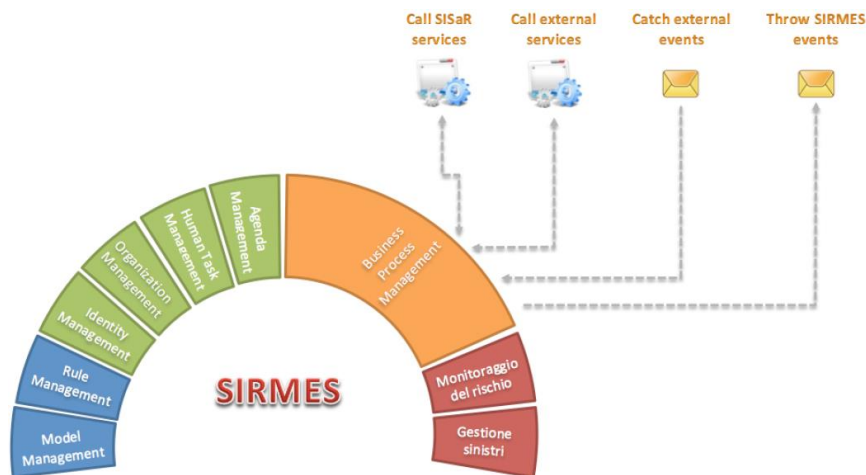 Call SISaR
services
Call external
services
Catch external
events
Throw SIRMES
events
Agenda
Management
Human Task
Management
Organization
Management
Identity
Management
Rule
Management
Model
Management
Business
Process
Management
SIRMES
Monitoraggio
del rischio
Gestione
sinistri